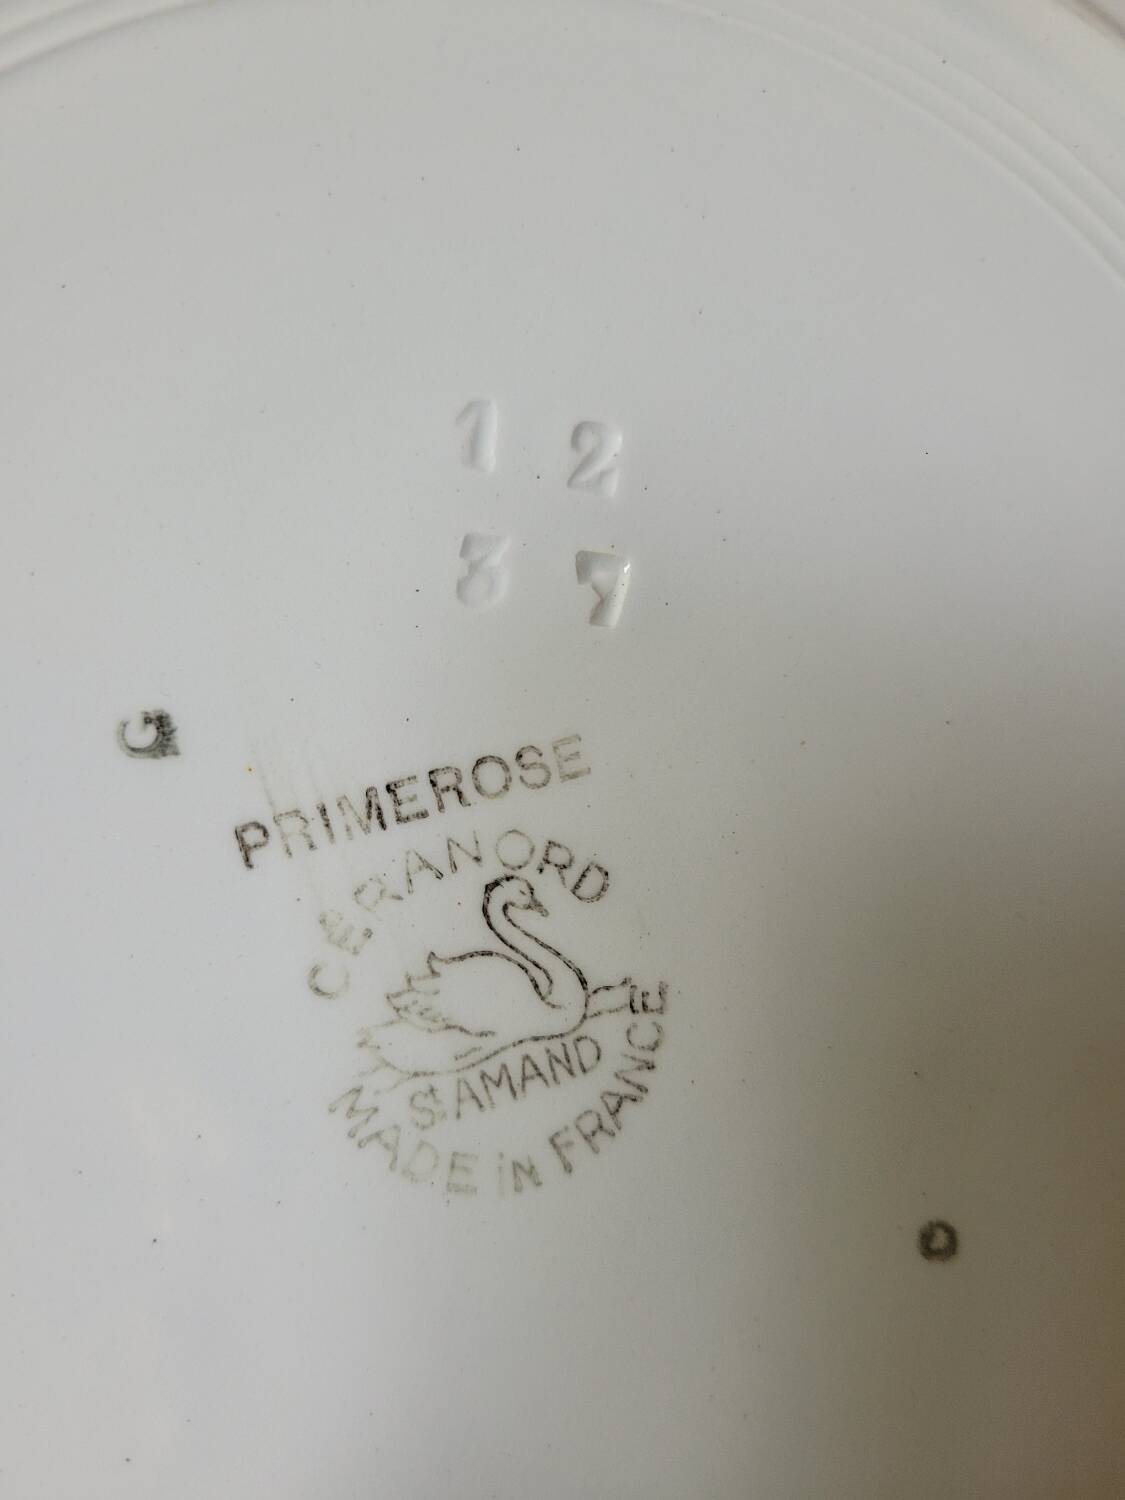 1 2
3 7
G
PRIMEROSE
CERANORD
St AMAND
MADE iN FRANCE